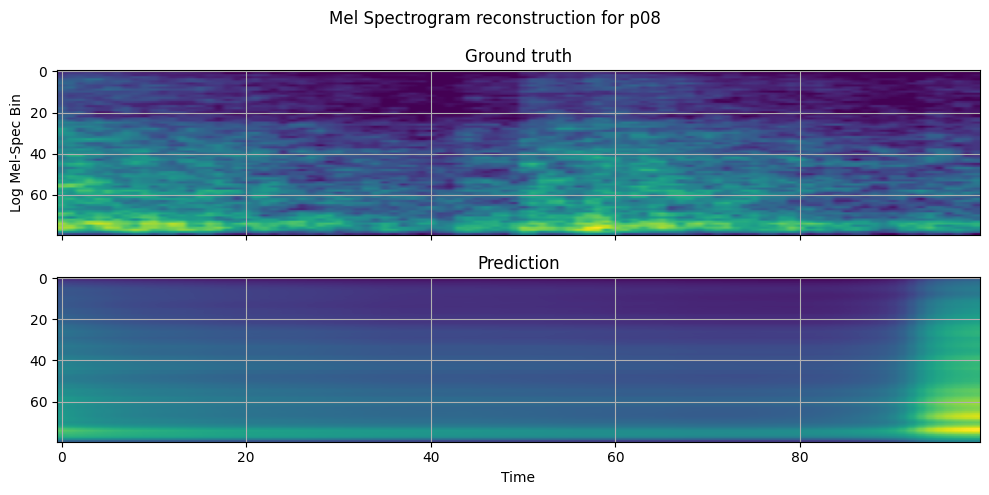 Mel Spectrogram reconstruction for p08
Ground truth
0
20
40
60
Log Mel-Spec Bin
Prediction
0
20
40
60
0 20 40 60 80
Time